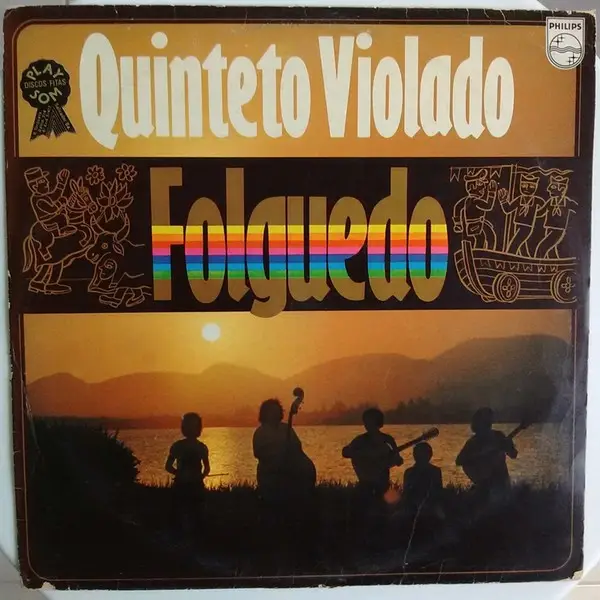 PHILIPS
PLAY
DISCOS FITAS
SOM
Quinteto Violado
Folguedo